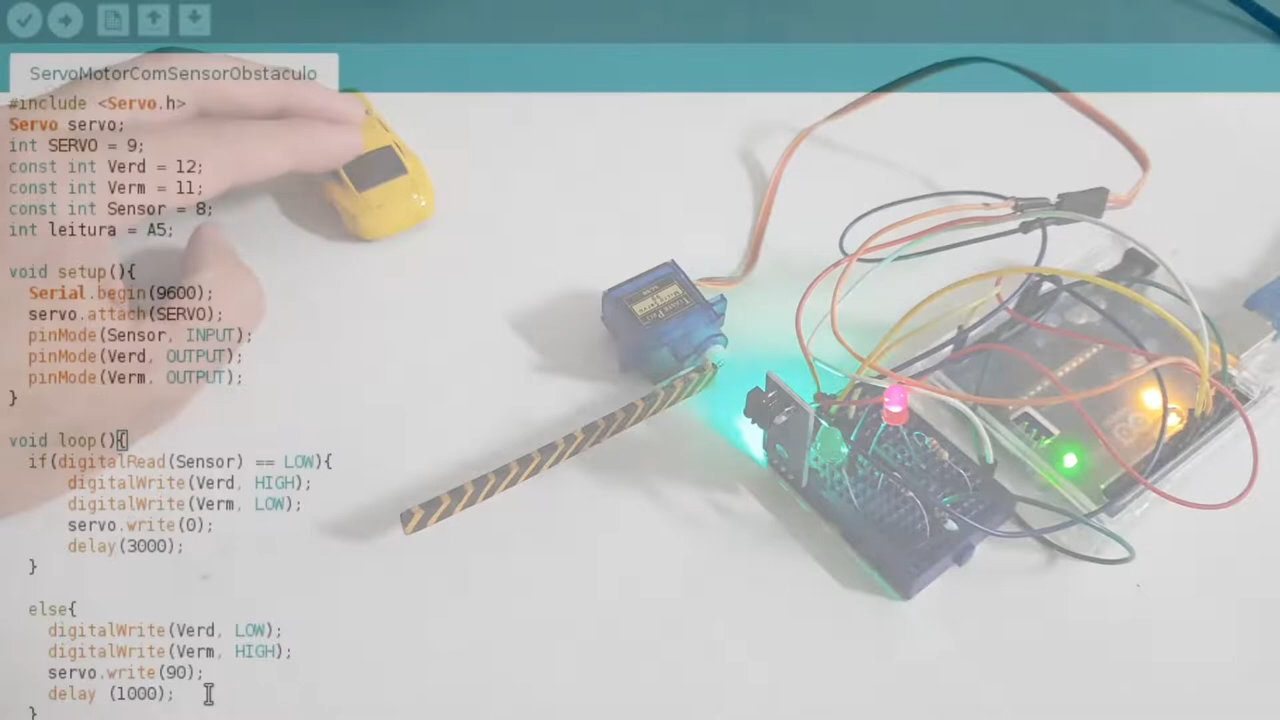 ServoMotorComSensorObstaculo
#include <Servo.h>
Servo servo;
int SERVO = 9;
const int Verd = 12;
const int Verm = 11;
const int Sensor = 8;
int leitura = A5;
void setup(){
Serial.begin(9600);
servo.attach(SERVO);
pinMode(Sensor, INPUT);
pinMode(Verd, OUTPUT);
pinMode(Verm, OUTPUT);
}
void loop(){
if(digitalRead(Sensor) == LOW){
digitalWrite(Verd, HIGH);
digitalWrite(Verm, LOW);
servo.write(0);
delay(3000);
}
else{
digitalWrite(Verd, LOW);
digitalWrite(Verm, HIGH);
servo.write(90);
delay (1000);
}